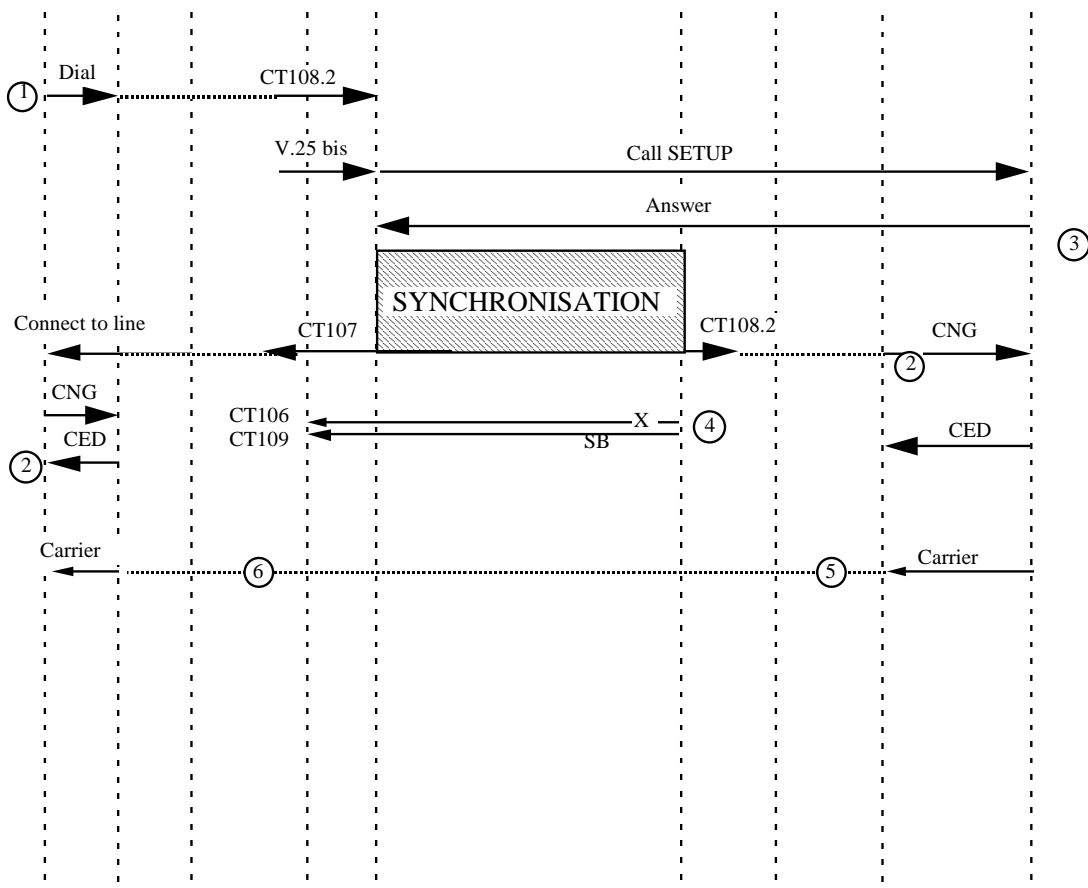 Dial
CT108.2
1
V.25 bis
Call SETUP
Answer
3
SYNCHRONISATION
Connect to line
CT107
CT108.2
CNG
2
CNG
CT106
X
4
CED
CT109
SB
CED
2
Carrier
6
5
Carrier